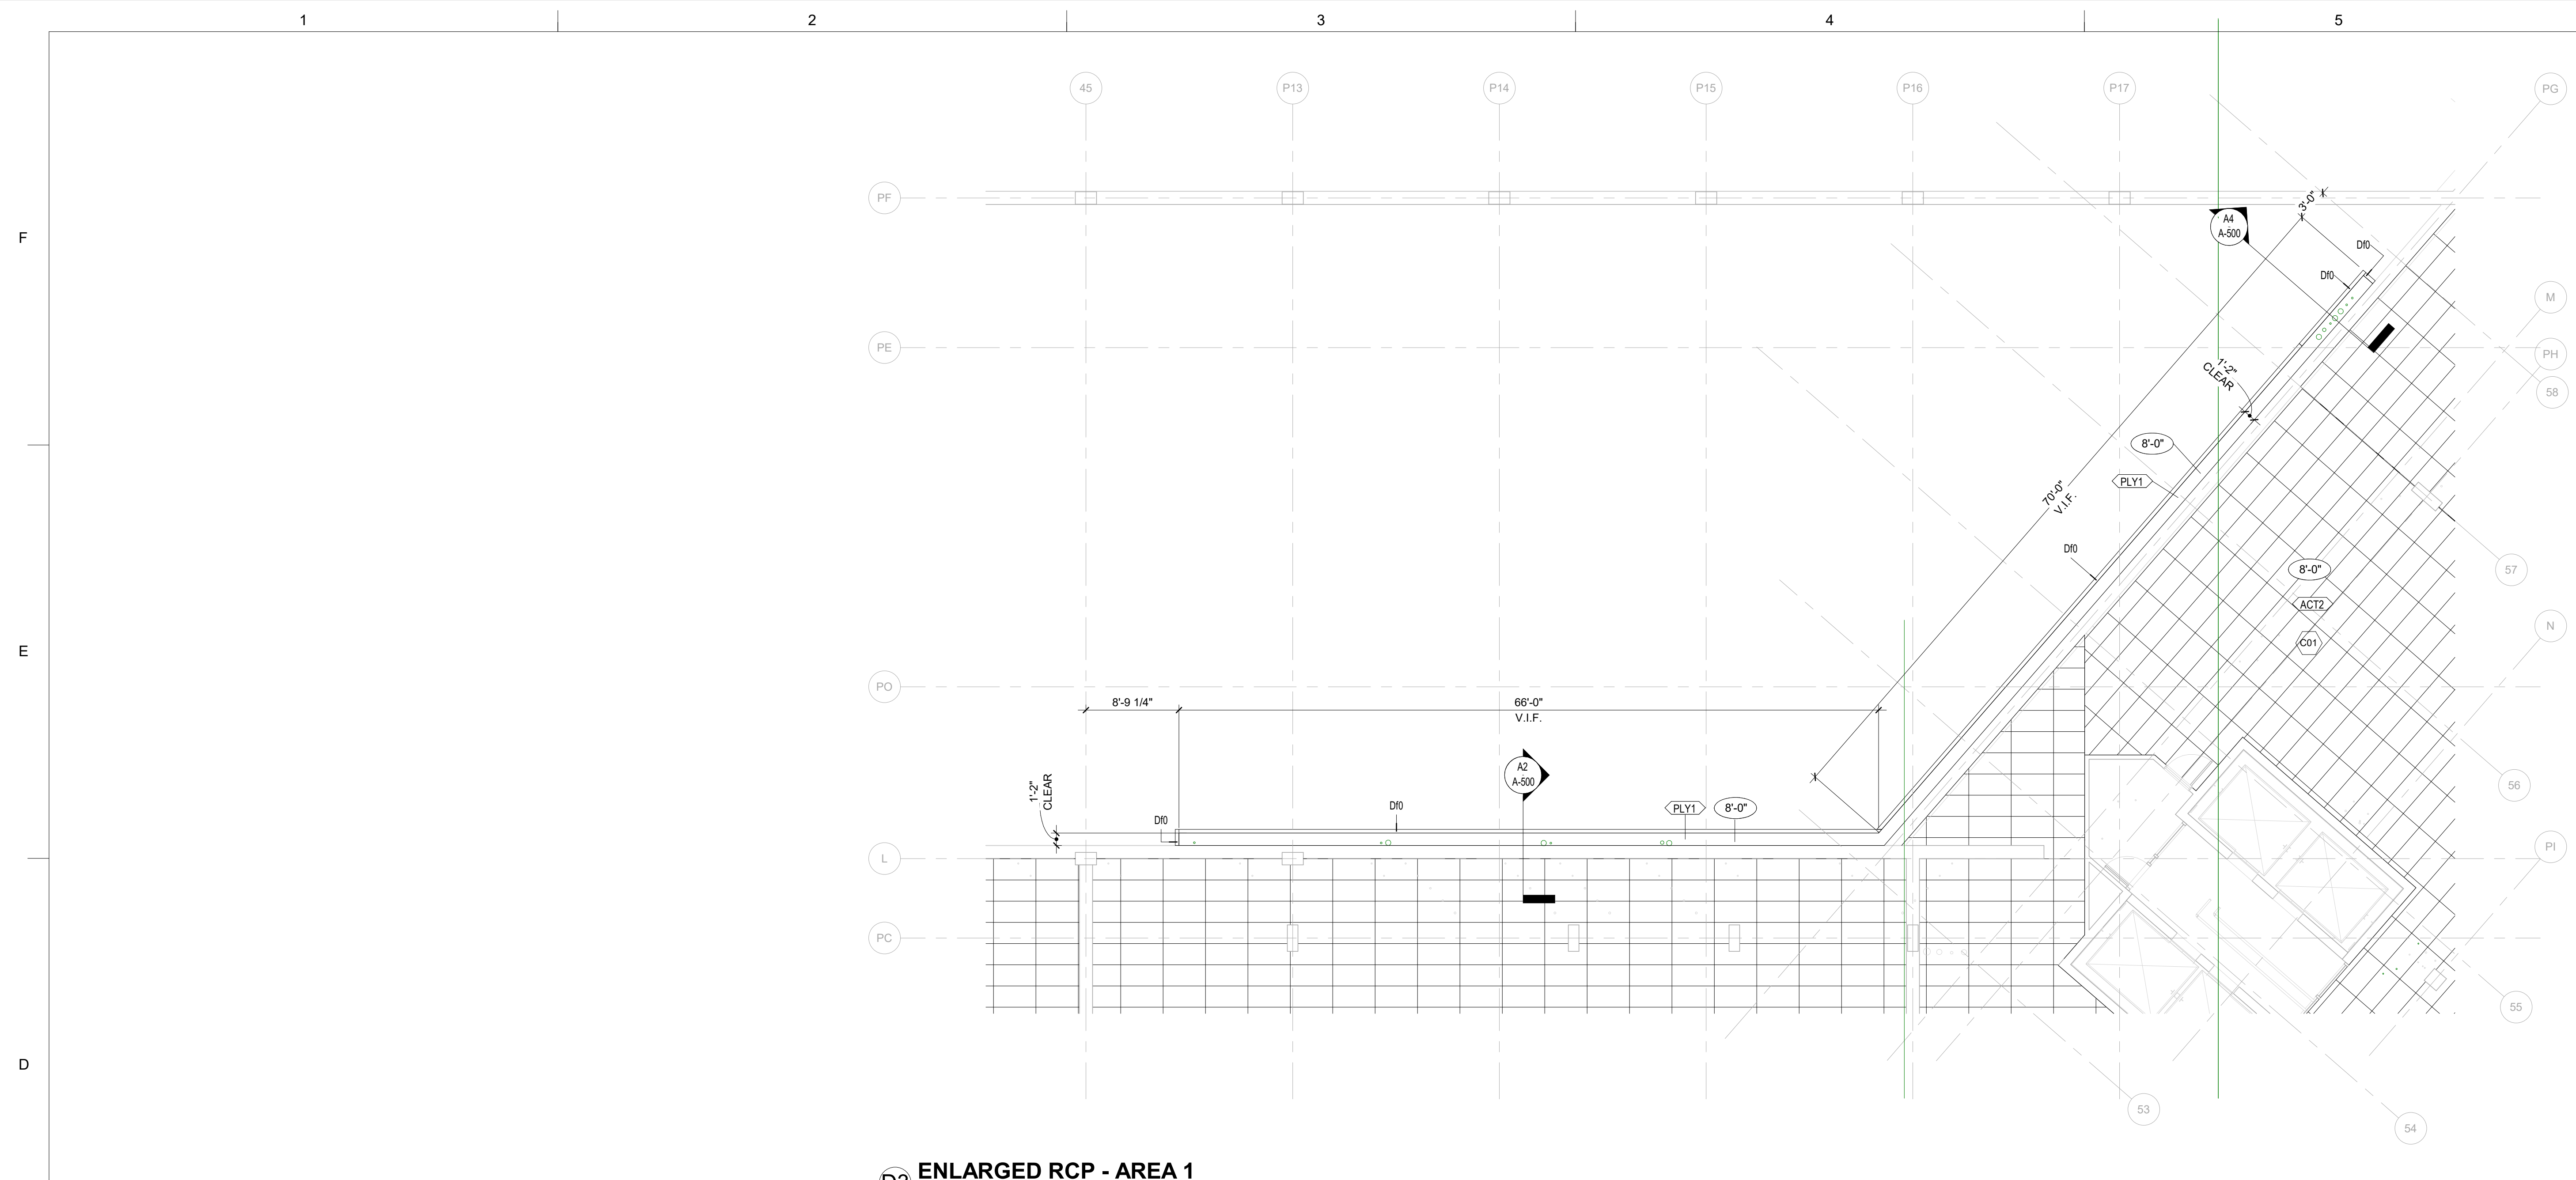 1
2
3
4
5
45
P13
P14
P15
P16
P17
PG
PF
3'-0"
A4
A-500
F
Df0
Df0
M
PE
PH
1'-2"
CLEAR
58
8'-0"
PLY1
70'-0"
V.I.F.
Df0
8'-0"
57
ACT2
N
C01
E
PO
8'-9 1/4"
66'-0"
V.I.F.
A2
A-500
56
1'-2"
CLEAR
Df0
Df0
PLY1
8'-0"
L
PI
PC
55
D
53
54
ENLARGED RCP - AREA 1